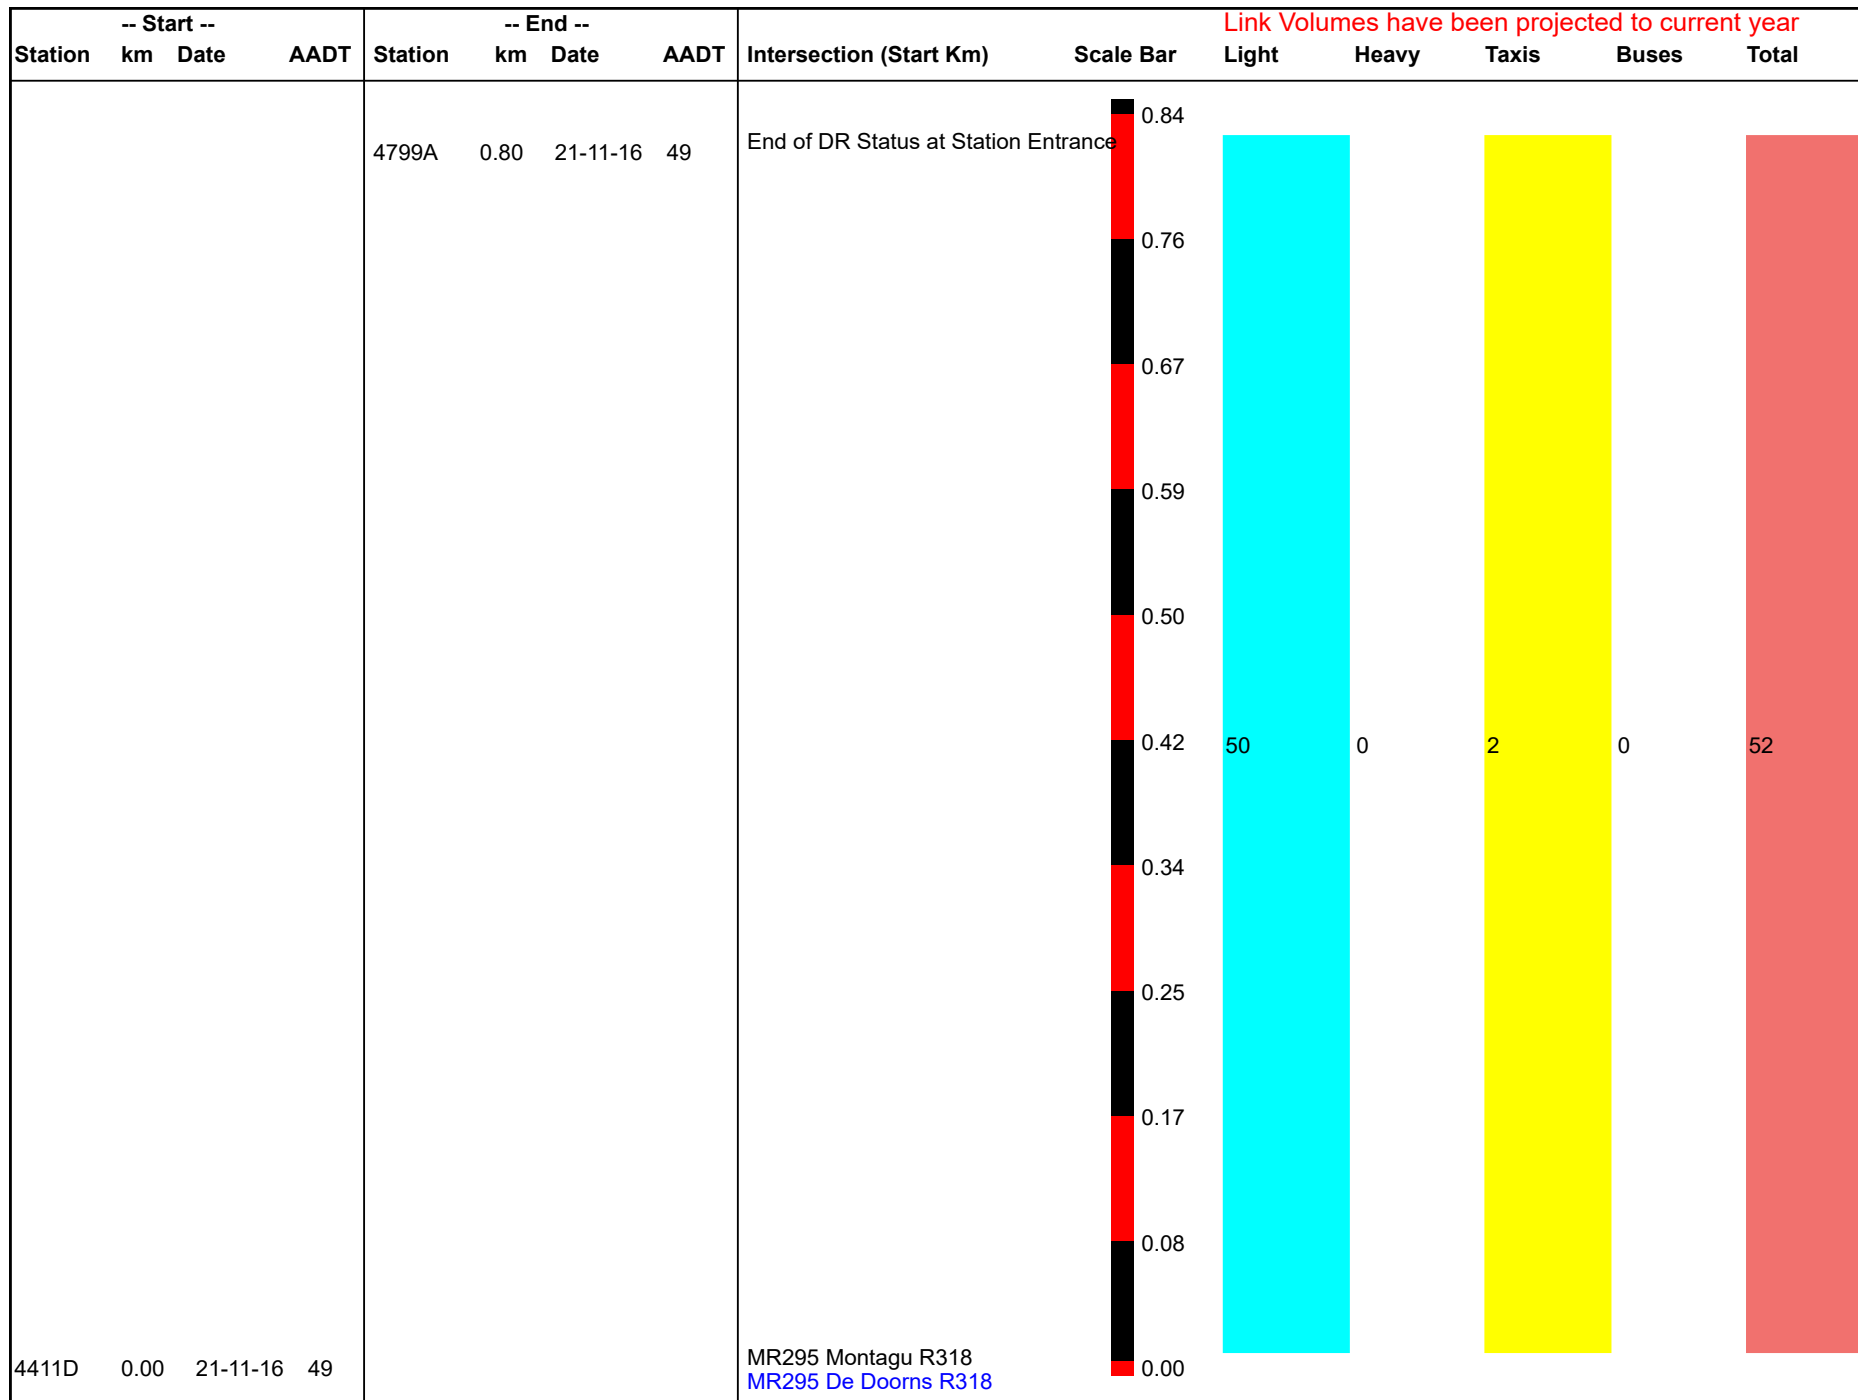 -- Start --	-- End --	Link Volumes have been projected to current year
Station km Date AADT Station km Date AADT Intersection (Start Km) Scale Bar Light Heavy Taxis Buses Total
0.84
End of DR Status at Station Entrance
4799A 0.80 21-11-16 49
0.76
0.67
0.59
0.50
0.42 50 0 2 0 52
0.34
0.25
0.17
0.08
MR295 Montagu R318
4411D 0.00 21-11-16 49 0.00
MR295 De Doorns R318